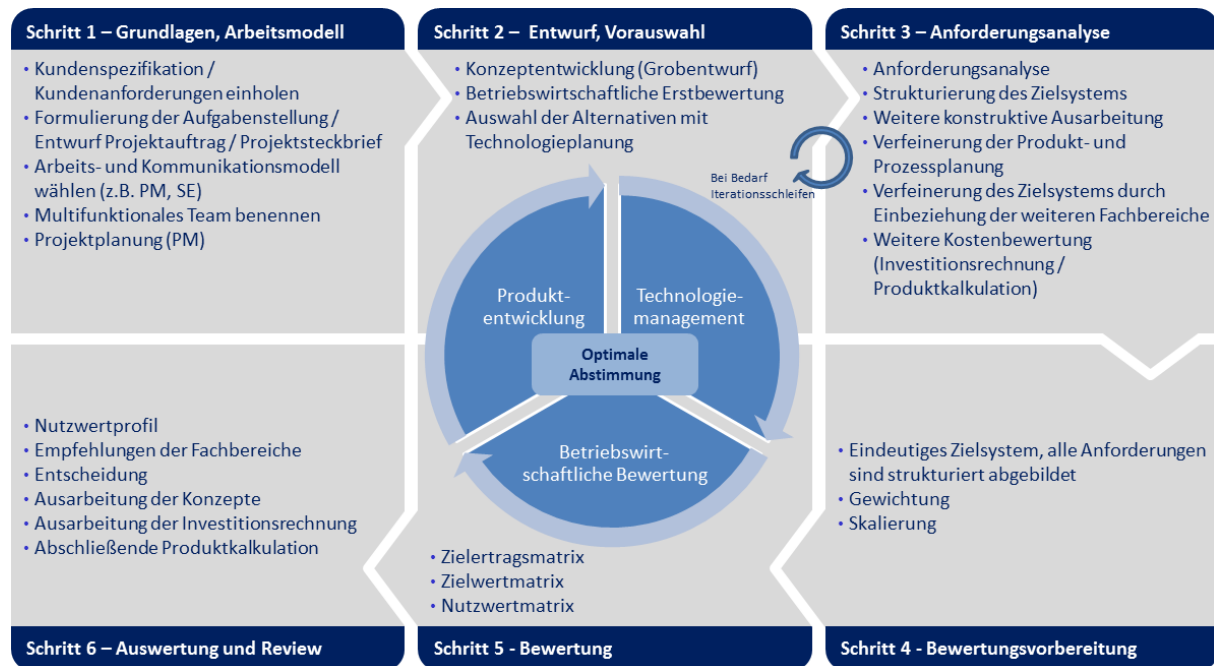 Schritt 1 – Grundlagen, Arbeitsmodell
• Kundenspezifikation /
Kundenanforderungen einholen
• Formulierung der Aufgabenstellung /
Entwurf Projektauftrag / Projektsteckbrief
• Arbeits- und Kommunikationsmodell
wählen (z.B. PM, SE)
• Multifunktionales Team benennen
• Projektplanung (PM)
Schritt 2 – Entwurf, Vorauswahl
• Konzeptentwicklung (Grobentwurf)
• Betriebswirtschaftliche Erstbewertung
• Auswahl der Alternativen mit
Technologieplanung
Bei Bedarf
Iterationsschleifen
Schritt 3 – Anforderungsanalyse
• Anforderungsanalyse
• Strukturierung des Zielsystems
• Weitere konstruktive Ausarbeitung
• Verfeinerung der Produkt- und
Prozessplanung
• Verfeinerung des Zielsystems durch
Einbeziehung der weiteren Fachbereiche
• Weitere Kostenbewertung
(Investitionsrechnung /
Produktkalkulation)
Produkt-
entwicklung
Technologie-
management
Optimale
Abstimmung
Betriebswirt-
schaftliche Bewertung
• Eindeutiges Zielsystem, alle Anforderungen
sind strukturiert abgebildet
• Gewichtung
• Skalierung
Schritt 4 - Bewertungsvorbereitung
• Zielertragsmatrix
• Zielwertmatrix
• Nutzwertmatrix
Schritt 5 - Bewertung
• Nutzwertprofil
• Empfehlungen der Fachbereiche
• Entscheidung
• Ausarbeitung der Konzepte
• Ausarbeitung der Investitionsrechnung
• Abschließende Produktkalkulation
Schritt 6 – Auswertung und Review